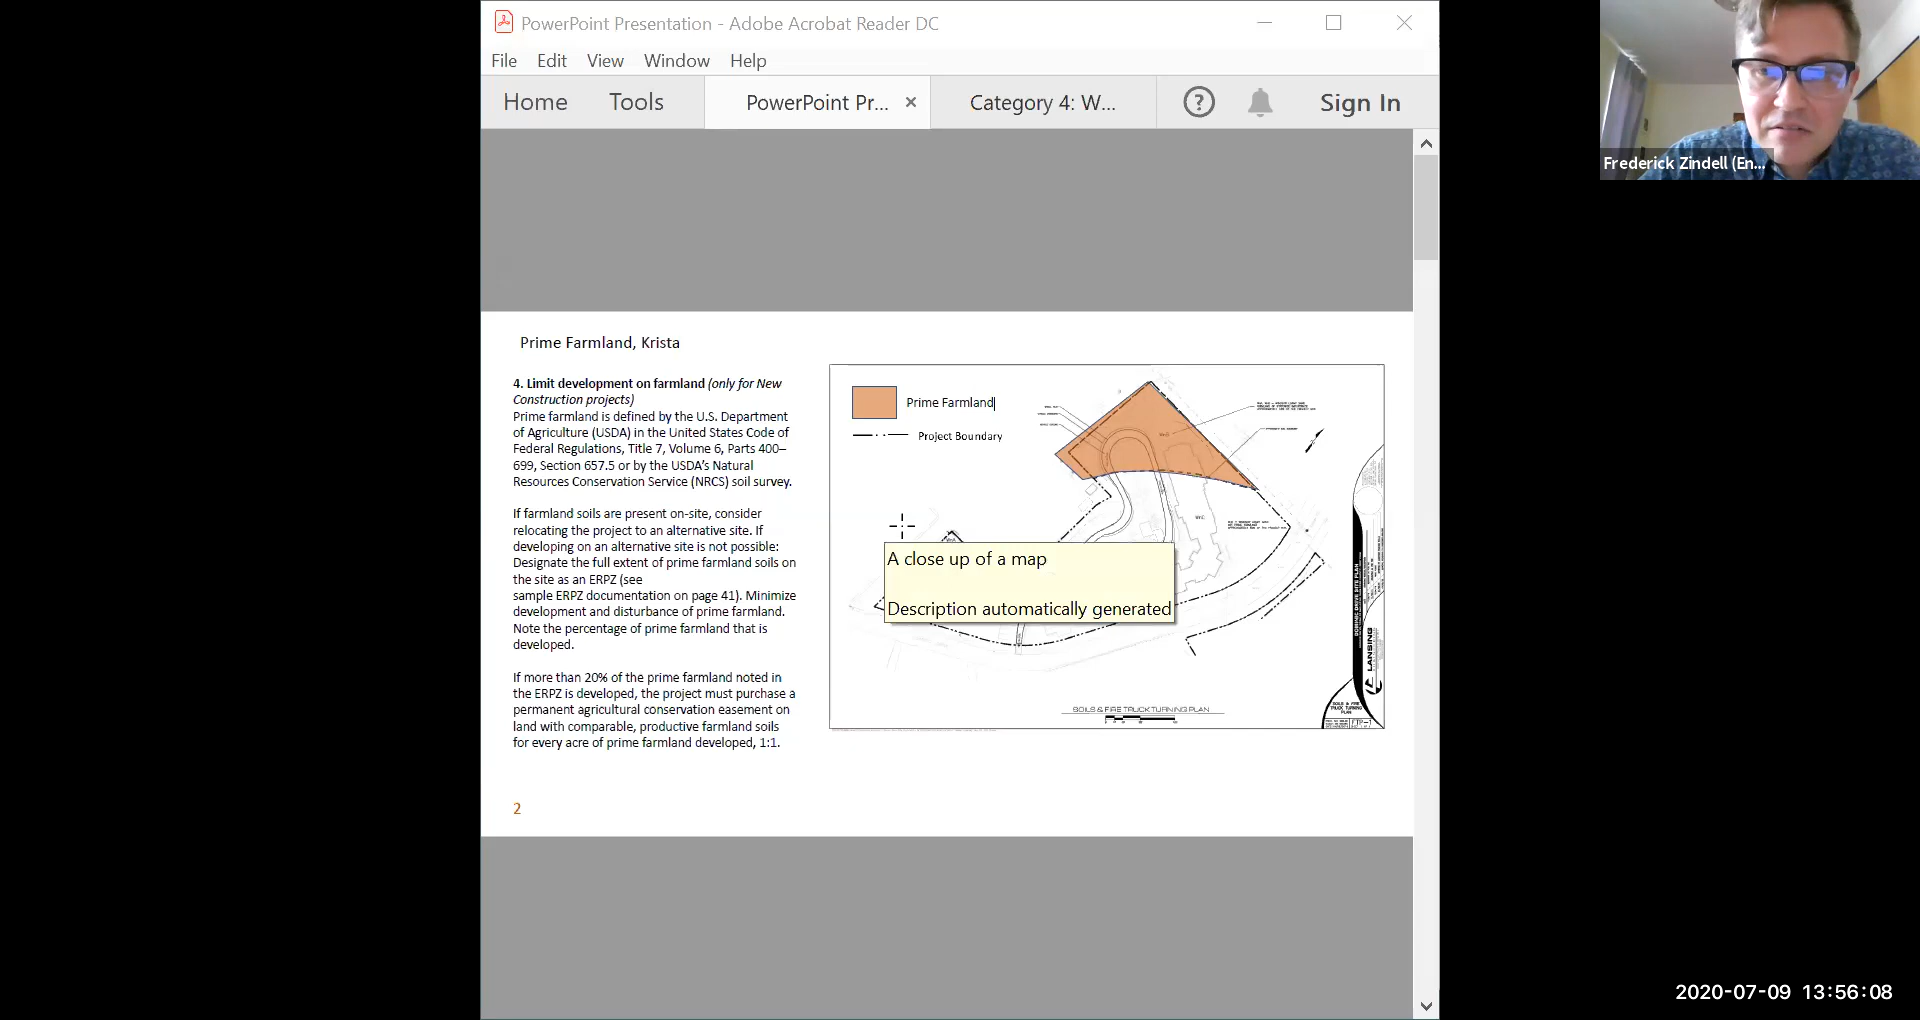 PowerPoint Presentation - Adobe Acrobat Reader DC
File Edit View Window Help
Home Tools PowerPoint Pr... × Category 4: W... ? Sign In
Frederick Zindell (En...
Prime Farmland, Krista
4. Limit development on farmland (only for New
Construction projects)
Prime farmland is defined by the U.S. Department
of Agriculture (USDA) in the United States Code of
Federal Regulations, Title 7, Volume 6, Parts 400–
699, Section 657.5 or by the USDA's Natural
Resources Conservation Service (NRCS) soil survey.
If farmland soils are present on-site, consider
relocating the project to an alternative site. If
developing on an alternative site is not possible:
Designate the full extent of prime farmland soils on
the site as an ERPZ (see
sample ERPZ documentation on page 41). Minimize
development and disturbance of prime farmland.
Note the percentage of prime farmland that is
developed.
If more than 20% of the prime farmland noted in
the ERPZ is developed, the project must purchase a
permanent agricultural conservation easement on
land with comparable, productive farmland soils
for every acre of prime farmland developed, 1:1.
2
Prime Farmland
Project Boundary
A close up of a map
Description automatically generated
SOILS & FIRE TRUCK TURNING PLAN
LANSING
SOILS & FIRE
TRUCK TURNING
PLAN
2020-07-09 13:56:08